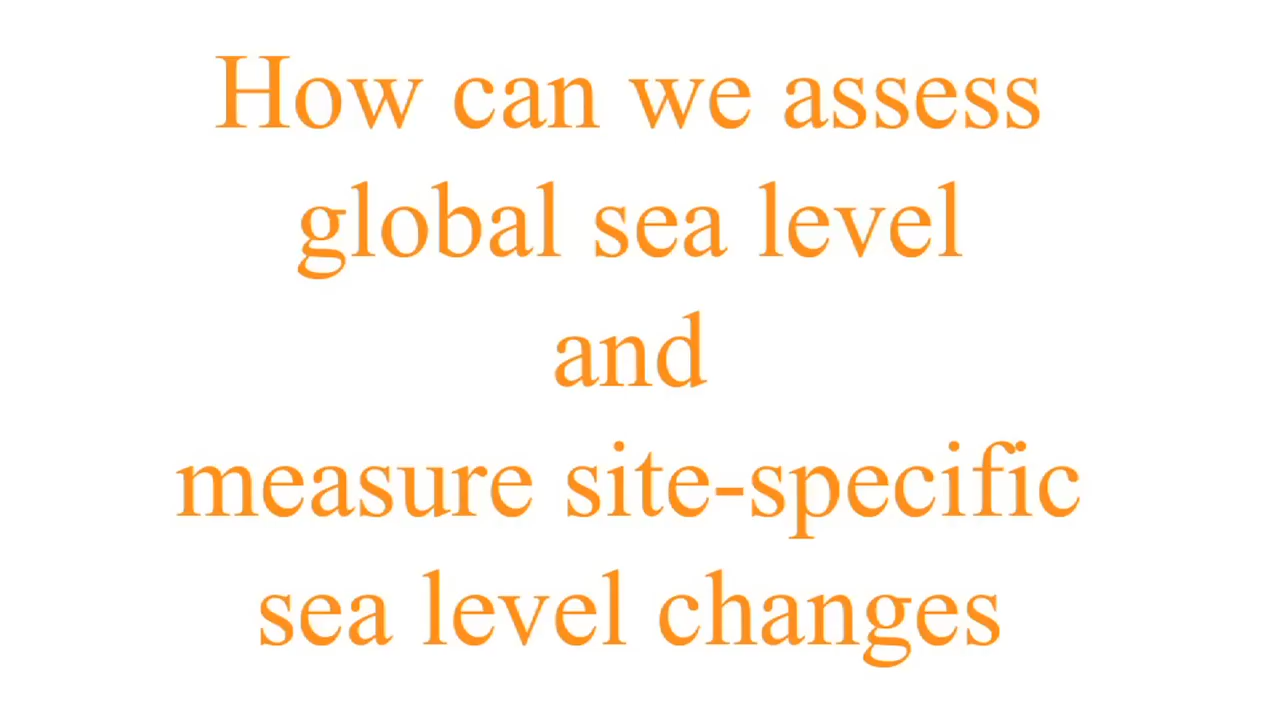 How can we assess
global sea level
and
measure site-specific
sea level changes